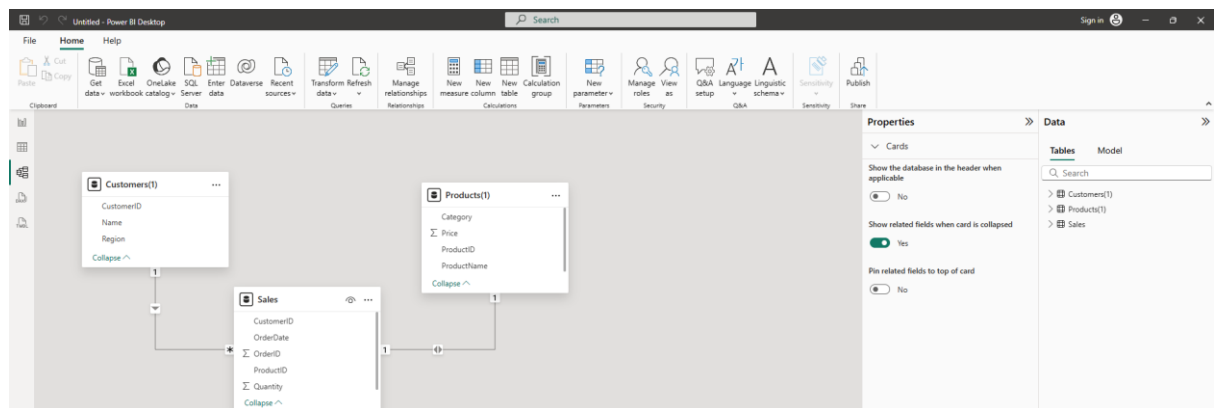 Untitled - Power BI Desktop
Search
Sign in
File Home Help
Paste
Cut
Copy
Get data
Excel workbook
OneLake catalog
SQL Server
Enter data
Dataverse
Recent sources
Transform data
Refresh
Manage relationships
New measure
New column
New table
Calculation group
New parameter
Manage roles
View as
Q&A setup
Language
Linguistic schema
Sensitivity
Publish
Clipboard
Data
Queries
Relationships
Calculations
Parameters
Security
Q&A
Sensitivity
Share
Customers(1)
CustomerID
Name
Region
Collapse
1
Sales
CustomerID
OrderDate
Σ OrderID
ProductID
Σ Quantity
Collapse
*
1
Products(1)
Category
Σ Price
ProductID
ProductName
Collapse
1
Properties
Cards
Show the database in the header when
applicable
No
Show related fields when card is collapsed
Yes
Pin related fields to top of card
No
Data
Tables Model
Search
Customers(1)
Products(1)
Sales